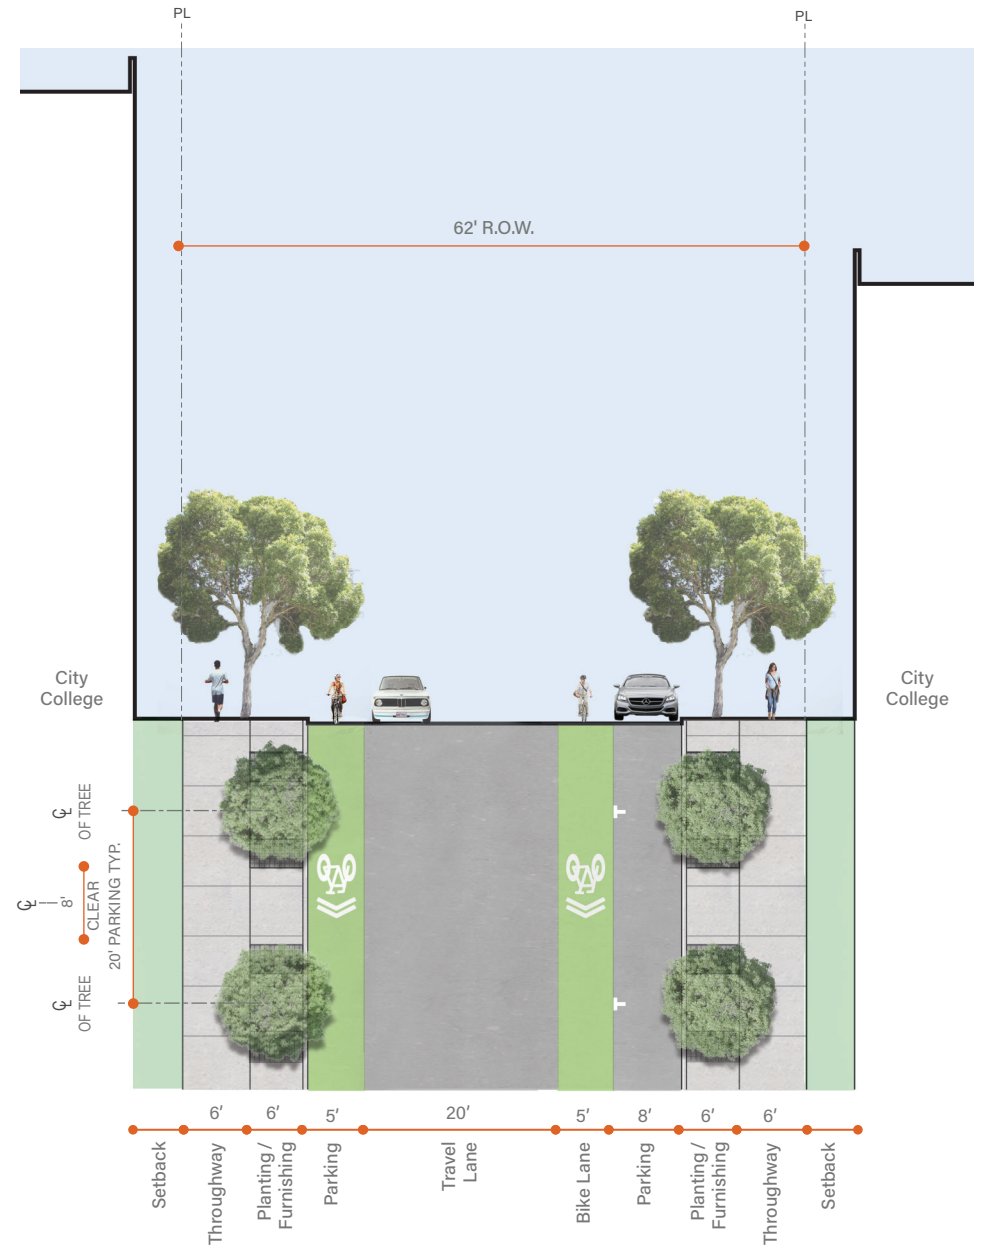 PL
PL
62' R.O.W.
City
College
City
College
℄
OF TREE
℄
8'
CLEAR
20' PARKING TYP.
℄
OF TREE
6'
6'
5'
20'
5'
8'
6'
6'
Setback
Throughway
Planting /
Furnishing
Parking
Travel
Lane
Bike Lane
Parking
Planting /
Furnishing
Throughway
Setback